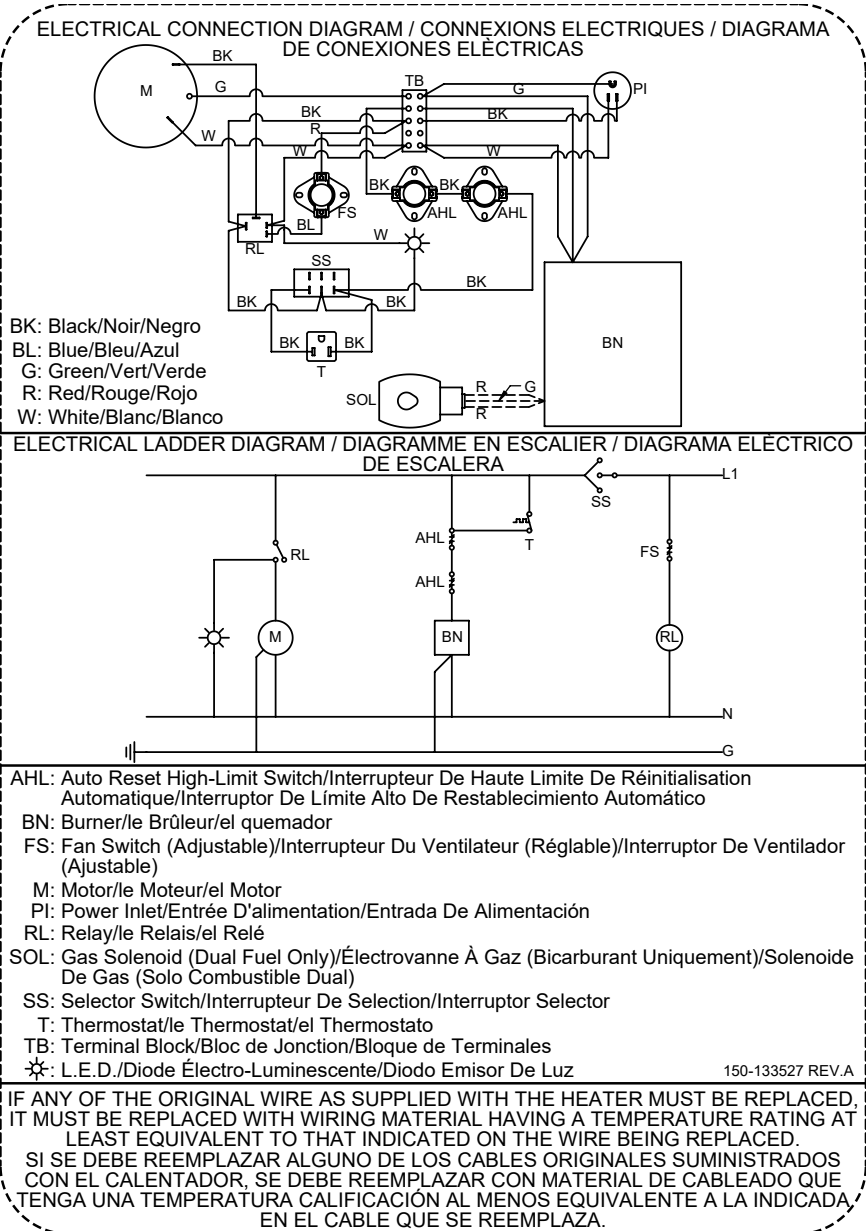 ELECTRICAL CONNECTION DIAGRAM / CONNEXIONS ELECTRIQUES / DIAGRAMA
DE CONEXIONES ELÈCTRICAS
BK
M
G
TB
G
PI
BK
R
BK
W
W
W
BK
BK
FS
AHL
AHL
BL
W
RL
SS
BK
BK
BK
BK
BK
T
BN
SOL
R
G
R
BK: Black/Noir/Negro
BL: Blue/Bleu/Azul
G: Green/Vert/Verde
R: Red/Rouge/Rojo
W: White/Blanc/Blanco
ELECTRICAL LADDER DIAGRAM / DIAGRAMME EN ESCALIER / DIAGRAMA ELÈCTRICO
DE ESCALERA
L1
SS
AHL
T
RL
FS
AHL
M
BN
RL
N
G
AHL: Auto Reset High-Limit Switch/Interrupteur De Haute Limite De Réinitialisation
Automatique/Interruptor De Límite Alto De Restablecimiento Automático
BN: Burner/le Brûleur/el quemador
FS: Fan Switch (Adjustable)/Interrupteur Du Ventilateur (Réglable)/Interruptor De Ventilador
(Ajustable)
M: Motor/le Moteur/el Motor
PI: Power Inlet/Entrée D'alimentation/Entrada De Alimentación
RL: Relay/le Relais/el Relé
SOL: Gas Solenoid (Dual Fuel Only)/Électrovanne À Gaz (Bicarburant Uniquement)/Solenoide
De Gas (Solo Combustible Dual)
SS: Selector Switch/Interrupteur De Selection/Interruptor Selector
T: Thermostat/le Thermostat/el Thermostato
TB: Terminal Block/Bloc de Jonction/Bloque de Terminales
: L.E.D./Diode Électro-Luminescente/Diodo Emisor De Luz
150-133527 REV.A
IF ANY OF THE ORIGINAL WIRE AS SUPPLIED WITH THE HEATER MUST BE REPLACED,
IT MUST BE REPLACED WITH WIRING MATERIAL HAVING A TEMPERATURE RATING AT
LEAST EQUIVALENT TO THAT INDICATED ON THE WIRE BEING REPLACED.
SI SE DEBE REEMPLAZAR ALGUNO DE LOS CABLES ORIGINALES SUMINISTRADOS
CON EL CALENTADOR, SE DEBE REEMPLAZAR CON MATERIAL DE CABLEADO QUE
TENGA UNA TEMPERATURA CALIFICACIÓN AL MENOS EQUIVALENTE A LA INDICADA
EN EL CABLE QUE SE REEMPLAZA.